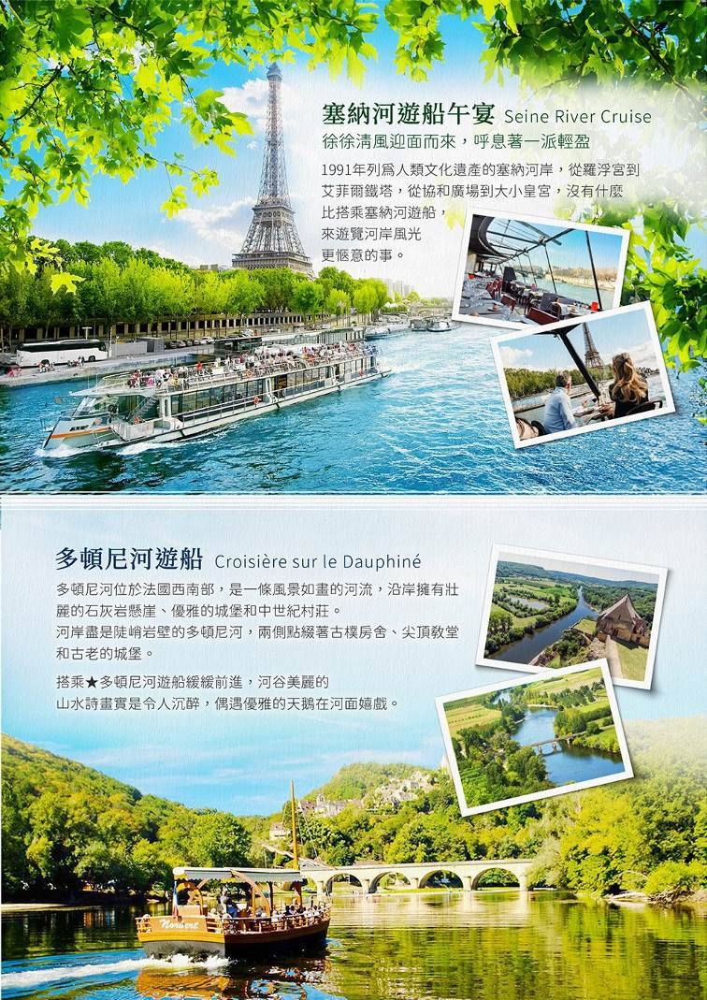 塞納河遊船午宴 Seine River Cruise
徐徐清風迎面而來，呼息著一派輕盈
1991年列為人類文化遺產的塞納河岸，從羅浮宮到
艾菲爾鐵塔，從協和廣場到大小皇宮，沒有什麼
比搭乘塞納河遊船，
來遊覽河岸風光
更愜意的事。
多頓尼河遊船 Croisière sur le Dauphiné
多頓尼河位於法國西南部，是一條風景如畫的河流，沿岸擁有壯
麗的石灰岩懸崖、優雅的城堡和中世紀村莊。
河岸盡是陡峭岩壁的多頓尼河，兩側點綴著古樸房舍、尖頂教堂
和古老的城堡。
搭乘★多頓尼河遊船緩緩前進，河谷美麗的
山水詩畫實是令人沉醉，偶遇優雅的天鵝在河面嬉戲。
Norbert